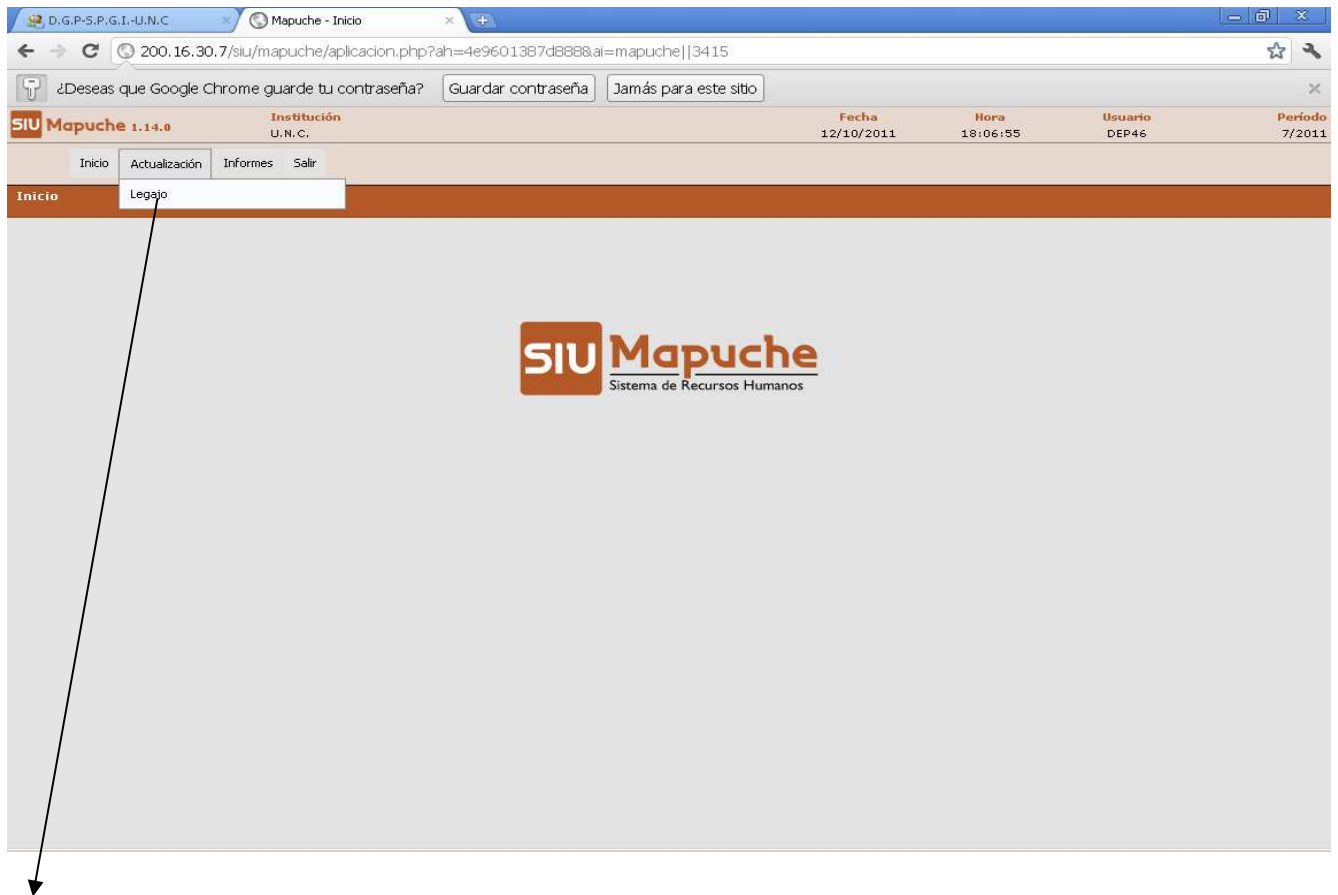 D.G.P-S.P.G.I.-U.N.C
Mapuche - Inicio
200.16.30.7/siu/mapuche/aplicacion.php?ah=4e9601387d888&ai=mapuche||3415
¿Deseas que Google Chrome guarde tu contraseña? Guardar contraseña Jamás para este sitio
SIU Mapuche 1.14.0 Institución Fecha Hora Usuario Período
U.N.C. 12/10/2011 18:06:55 DEP46 7/2011
Inicio Actualización Informes Salir
Inicio Legajo
SIU Mapuche
Sistema de Recursos Humanos